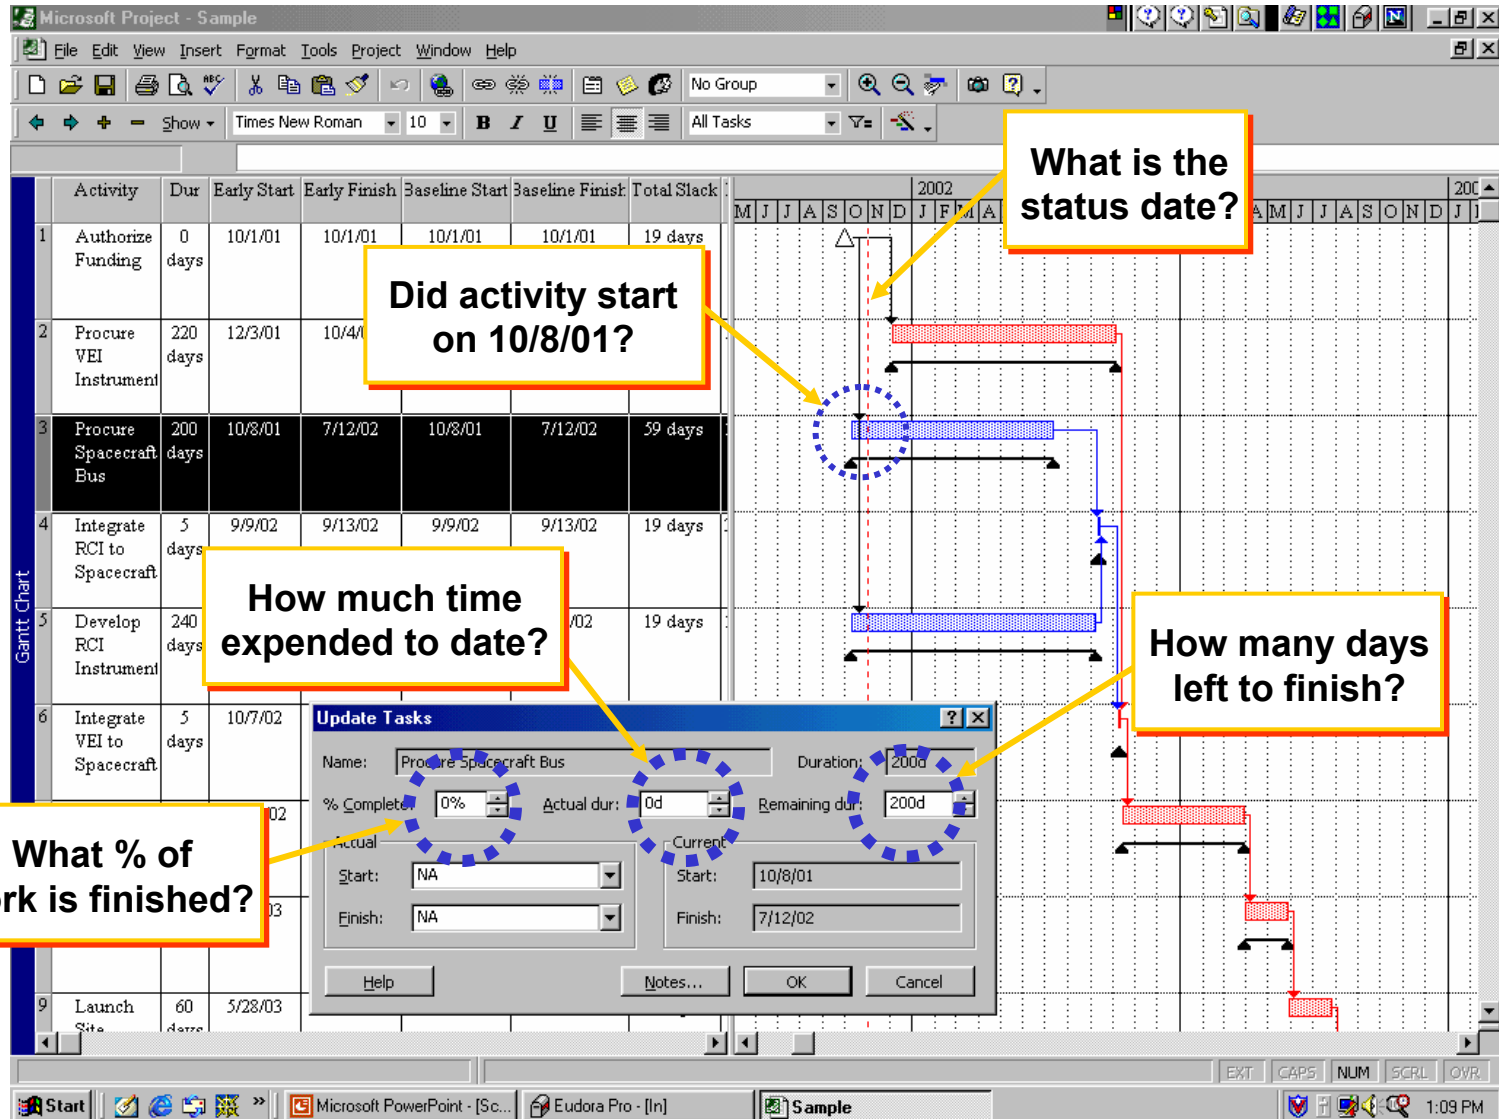 Microsoft Project - Sample
File Edit View Insert Format Tools Project Window Help
No Group
Show Times New Roman 10 B I U All Tasks
Activity Dur Early Start Early Finish Baseline Start Baseline Finish Total Slack
2002
M J J A S O N D J F M A A M J J A S O N D J
1 Authorize Funding 0 days 10/1/01 10/1/01 10/1/01 10/1/01 19 days
2 Procure VEI Instrument 220 days 12/3/01 10/4/0
3 Procure Spacecraft Bus 200 days 10/8/01 7/12/02 10/8/01 7/12/02 59 days
4 Integrate RCI to Spacecraft 5 days 9/9/02 9/13/02 9/9/02 9/13/02 19 days
5 Develop RCI Instrument 240 days /02 19 days
6 Integrate VEI to Spacecraft 5 days 10/7/02
02
03
9 Launch Site 60 days 5/28/03
Gantt Chart
What is the
status date?
Did activity start
on 10/8/01?
How much time
expended to date?
How many days
left to finish?
What % of
rk is finished?
Update Tasks
Name: Procure Spacecraft Bus Duration: 200d
% Complete: 0% Actual dur: 0d Remaining dur: 200d
Actual
Start: NA
Finish: NA
Current
Start: 10/8/01
Finish: 7/12/02
Help Notes... OK Cancel
EXT CAPS NUM SCRL OVR
Start Microsoft PowerPoint - [Sc... Eudora Pro - [In] Sample 1:09 PM